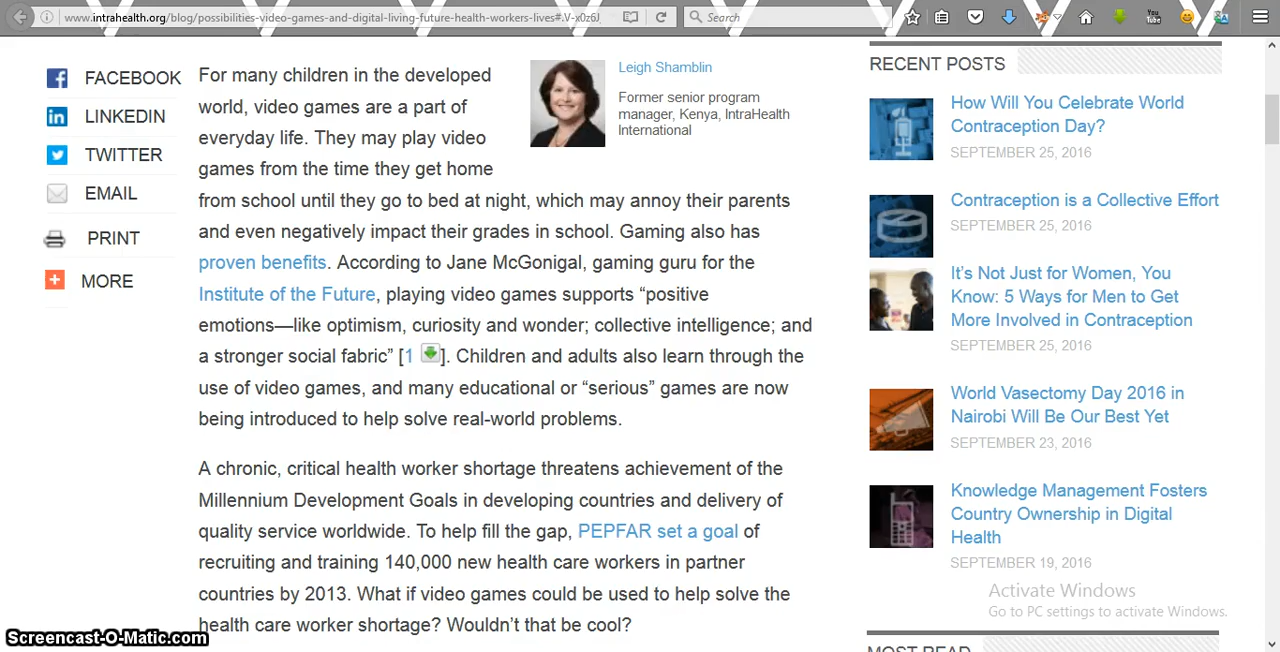 www.intrahealth.org/blog/possibilities-video-games-and-digital-living-future-health-workers-lives#.V-x0z6J
Search
You
Tube
FACEBOOK
LINKEDIN
TWITTER
EMAIL
PRINT
MORE
For many children in the developed
world, video games are a part of
everyday life. They may play video
games from the time they get home
from school until they go to bed at night, which may annoy their parents
and even negatively impact their grades in school. Gaming also has
proven benefits. According to Jane McGonigal, gaming guru for the
Institute of the Future, playing video games supports “positive
emotions—like optimism, curiosity and wonder; collective intelligence; and
a stronger social fabric” [1 ]. Children and adults also learn through the
use of video games, and many educational or “serious” games are now
being introduced to help solve real-world problems.
A chronic, critical health worker shortage threatens achievement of the
Millennium Development Goals in developing countries and delivery of
quality service worldwide. To help fill the gap, PEPFAR set a goal of
recruiting and training 140,000 new health care workers in partner
countries by 2013. What if video games could be used to help solve the
health care worker shortage? Wouldn’t that be cool?
Leigh Shamblin
Former senior program
manager, Kenya, IntraHealth
International
RECENT POSTS
How Will You Celebrate World
Contraception Day?
SEPTEMBER 25, 2016
Contraception is a Collective Effort
SEPTEMBER 25, 2016
It’s Not Just for Women, You
Know: 5 Ways for Men to Get
More Involved in Contraception
SEPTEMBER 25, 2016
World Vasectomy Day 2016 in
Nairobi Will Be Our Best Yet
SEPTEMBER 23, 2016
Knowledge Management Fosters
Country Ownership in Digital
Health
SEPTEMBER 19, 2016
Activate Windows
Go to PC settings to activate Windows.
MOST READ
Screencast-O-Matic.com